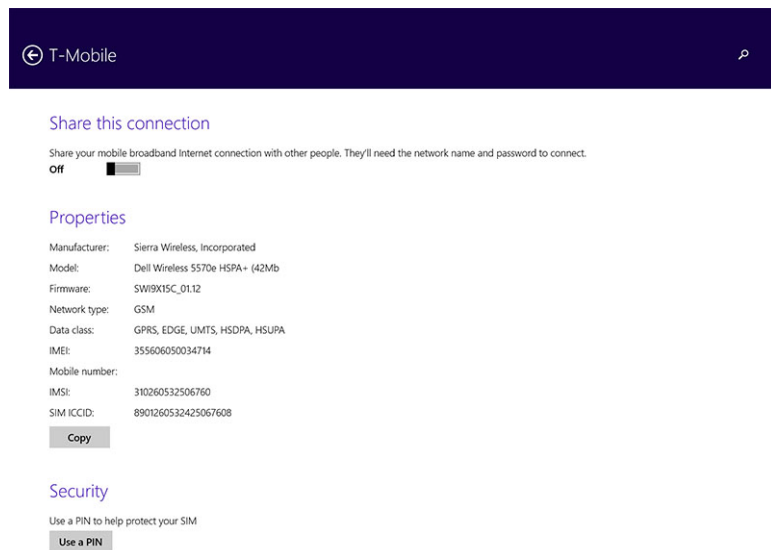 T-Mobile
Share this connection
Share your mobile broadband Internet connection with other people. They'll need the network name and password to connect.
Off
Properties
Manufacturer: Sierra Wireless, Incorporated
Model: Dell Wireless 5570e HSPA+ (42Mb
Firmware: SWI9X15C_01.12
Network type: GSM
Data class: GPRS, EDGE, UMTS, HSDPA, HSUPA
IMEI: 355606050034714
Mobile number:
IMSI: 310260532506760
SIM ICCID: 8901260532425067608
Copy
Security
Use a PIN to help protect your SIM
Use a PIN